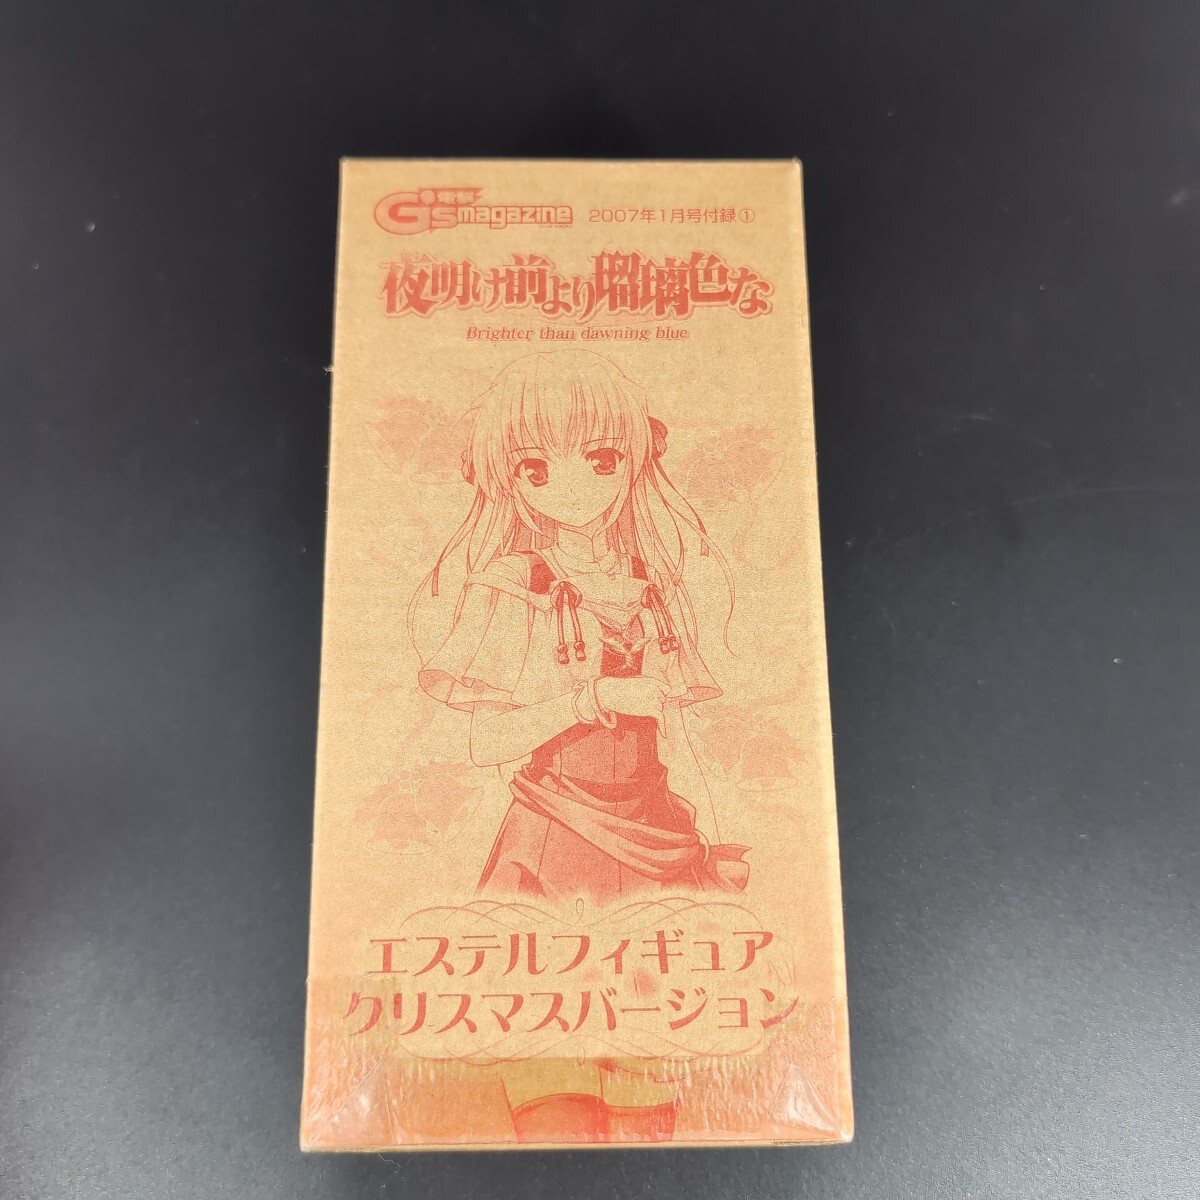 電撃
G's magazine 2007年1月号付録①
夜明け前より瑠璃色な
Brighter than dawning blue
エステルフィギュア
クリスマスバージョン